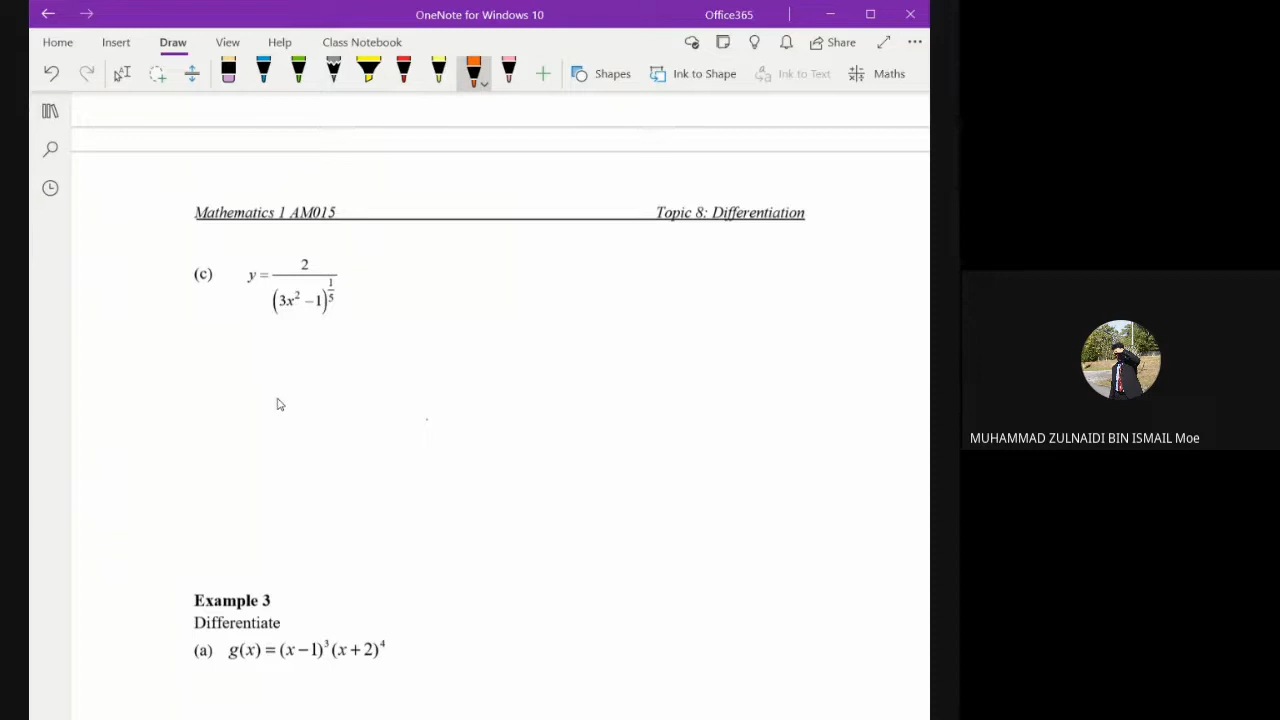 OneNote for Windows 10 Office365
Home Insert Draw View Help Class Notebook Share
Shapes Ink to Shape Ink to Text Maths
Mathematics 1 AM015 Topic 8: Differentiation
(c) y = 2 / (3x² – 1)^(1/5)
MUHAMMAD ZULNAIDI BIN ISMAIL Moe
Example 3
Differentiate
(a) g(x) = (x – 1)³ (x + 2)⁴